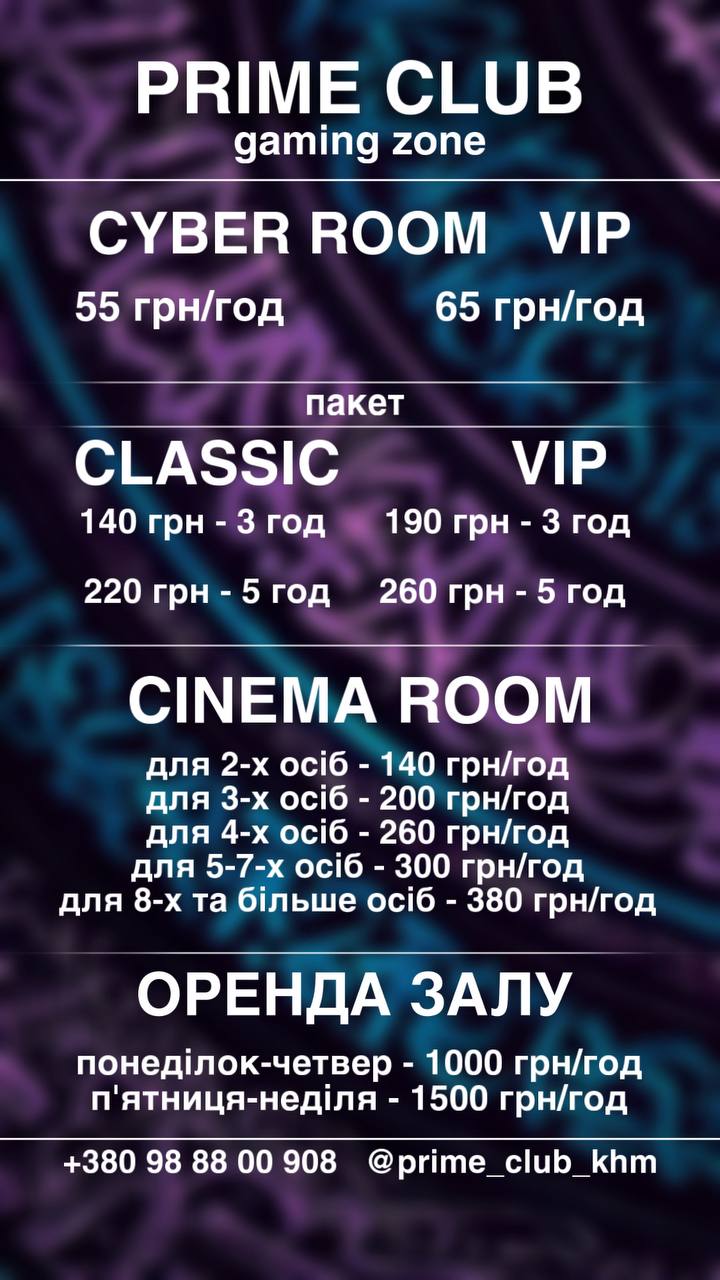 PRIME CLUB
gaming zone
CYBER ROOM VIP
55 грн/год 65 грн/год
пакет
CLASSIC VIP
140 грн - 3 год 190 грн - 3 год
220 грн - 5 год 260 грн - 5 год
CINEMA ROOM
для 2-х осіб - 140 грн/год
для 3-х осіб - 200 грн/год
для 4-х осіб - 260 грн/год
для 5-7-х осіб - 300 грн/год
для 8-х та більше осіб - 380 грн/год
ОРЕНДА ЗАЛУ
понеділок-четвер - 1000 грн/год
п'ятниця-неділя - 1500 грн/год
+380 98 88 00 908 @prime_club_khm